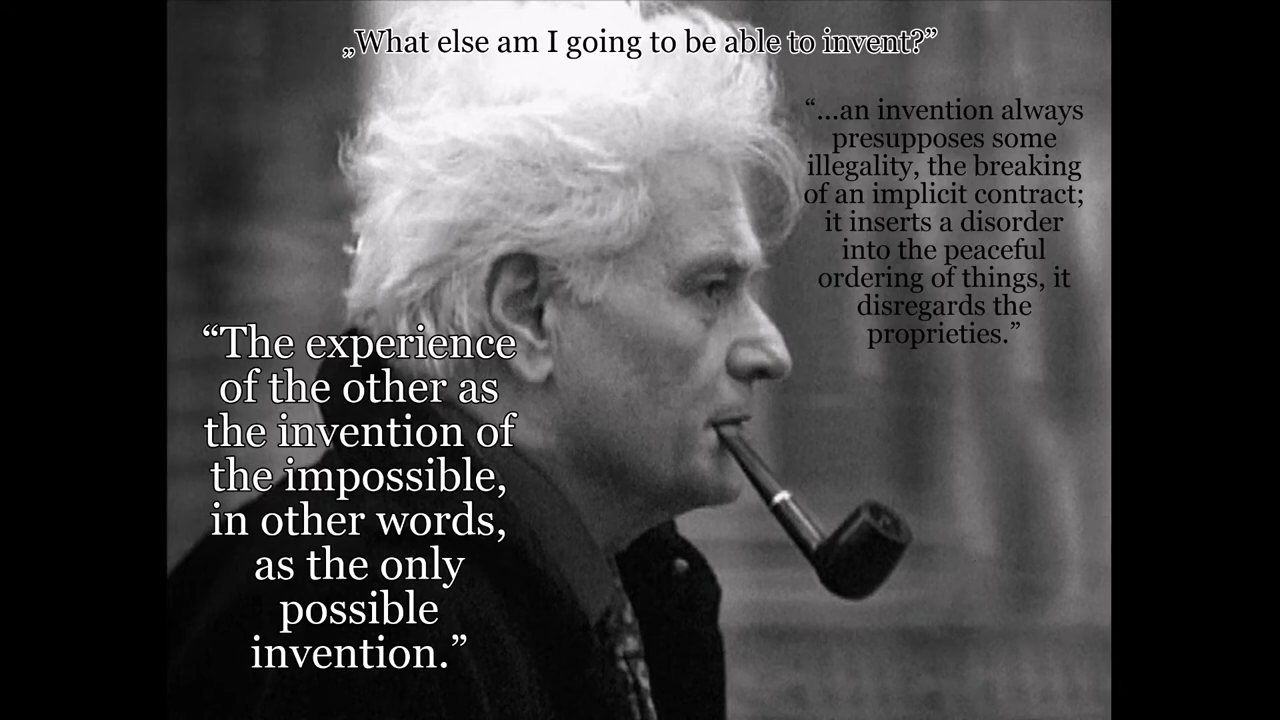 „What else am I going to be able to invent?”
“...an invention always
presupposes some
illegality, the breaking
of an implicit contract;
it inserts a disorder
into the peaceful
ordering of things, it
disregards the
proprieties.”
“The experience
of the other as
the invention of
the impossible,
in other words,
as the only
possible
invention.”